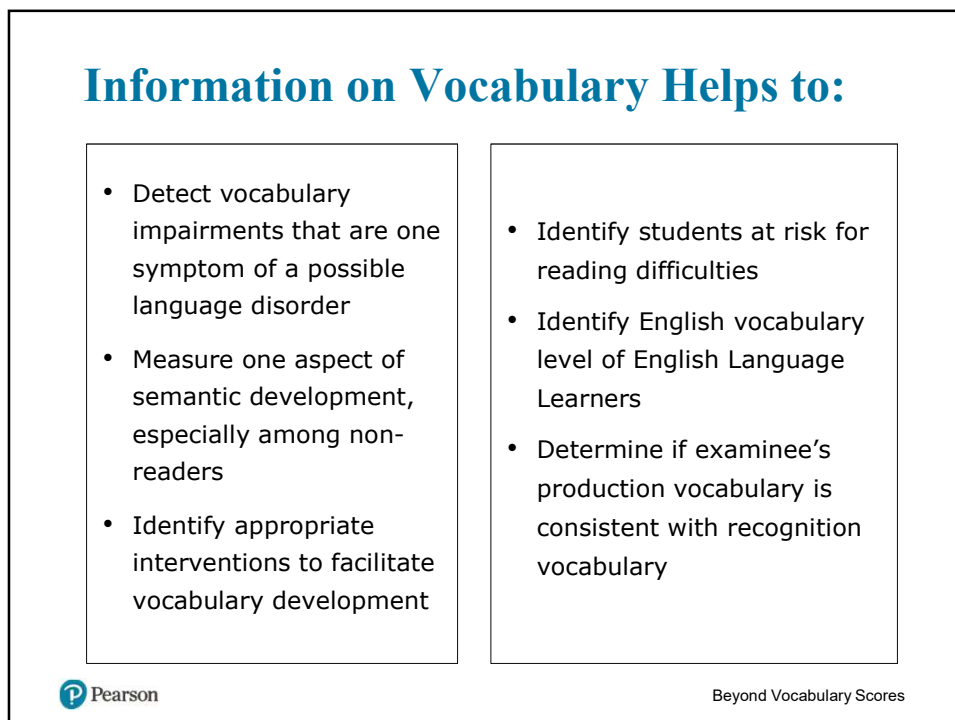 Information on Vocabulary Helps to:
• Detect vocabulary
impairments that are one
symptom of a possible
language disorder
• Measure one aspect of
semantic development,
especially among non-
readers
• Identify appropriate
interventions to facilitate
vocabulary development
• Identify students at risk for
reading difficulties
• Identify English vocabulary
level of English Language
Learners
• Determine if examinee’s
production vocabulary is
consistent with recognition
vocabulary
Pearson
Beyond Vocabulary Scores